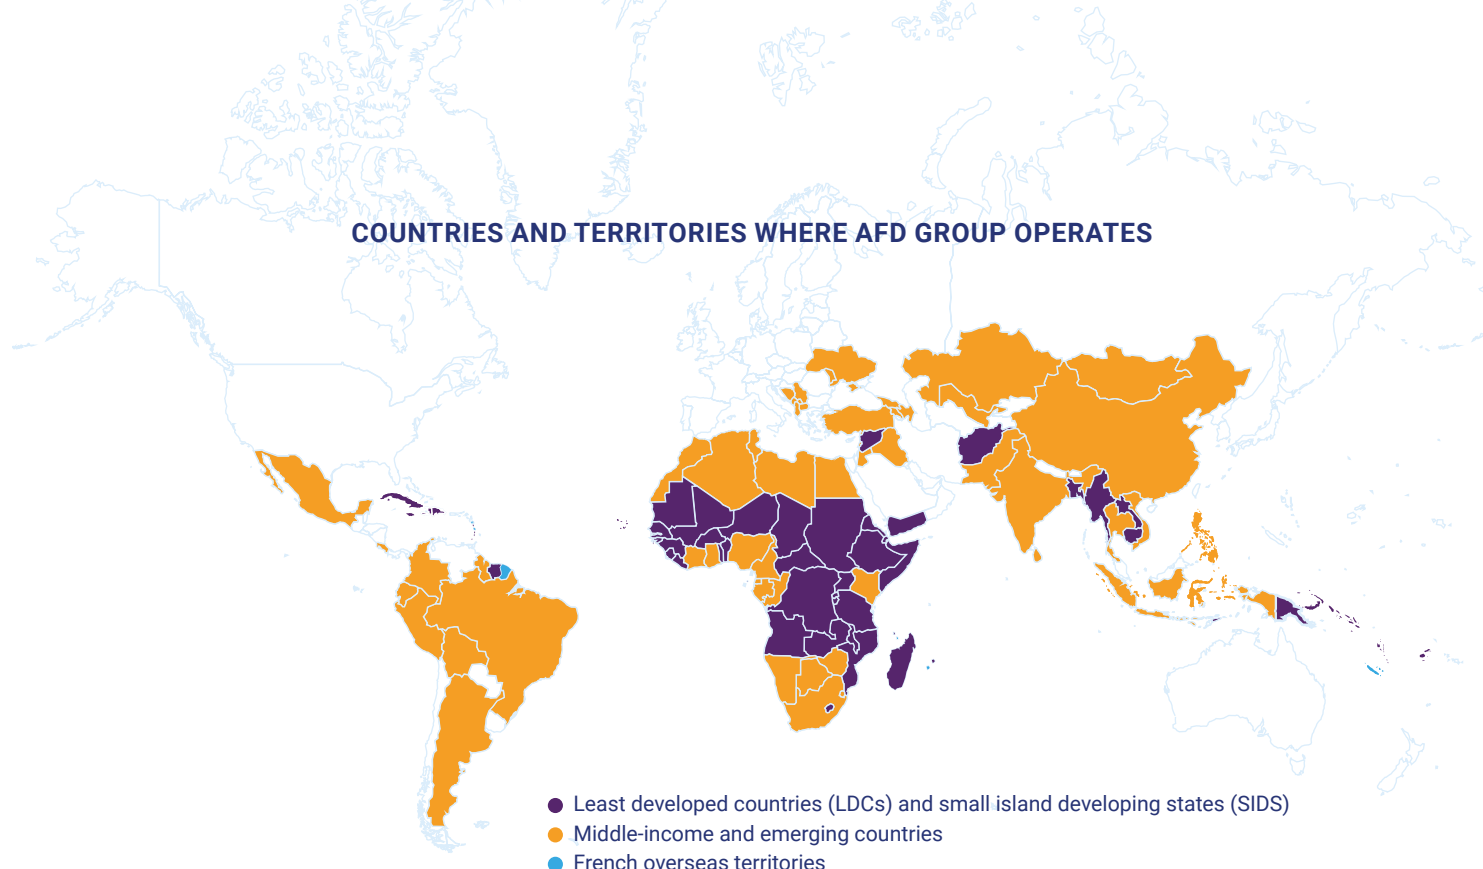 COUNTRIES AND TERRITORIES WHERE AFD GROUP OPERATES
Least developed countries (LDCs) and small island developing states (SIDS)
Middle-income and emerging countries
French overseas territories